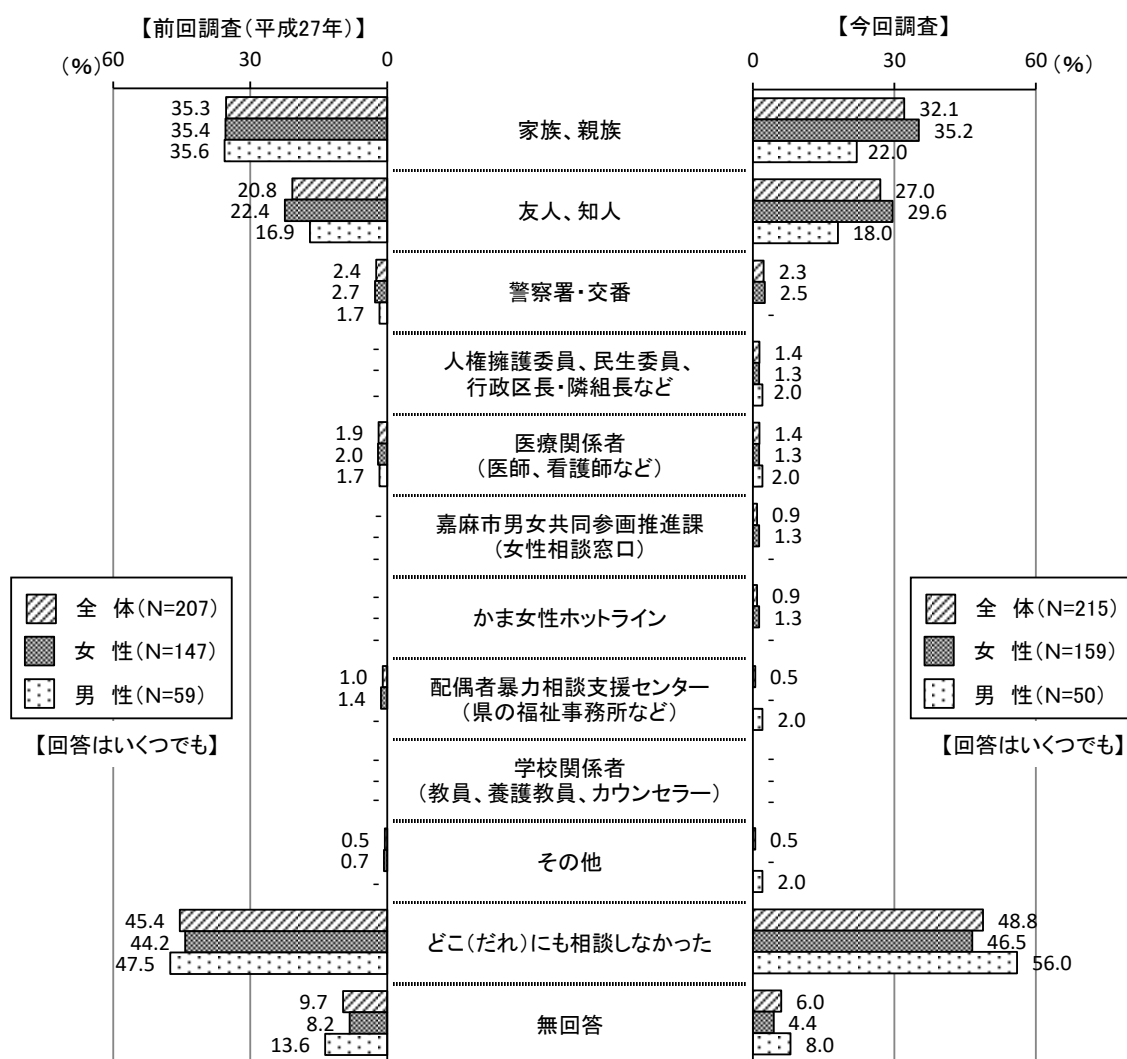 【前回調査(平成27年)】
【今回調査】
(%)
60
30
0
0
30
60
(%)
35.3
35.4
35.6
家族、親族
32.1
35.2
22.0
20.8
22.4
16.9
友人、知人
27.0
29.6
18.0
2.4
2.7
1.7
警察署・交番
2.3
2.5
-
-
-
-
人権擁護委員、民生委員、
行政区長・隣組長など
1.4
1.3
2.0
1.9
2.0
1.7
医療関係者
(医師、看護師など)
1.4
1.3
2.0
-
-
-
嘉麻市男女共同参画推進課
(女性相談窓口)
0.9
1.3
-
-
-
-
かま女性ホットライン
0.9
1.3
-
1.0
1.4
-
配偶者暴力相談支援センター
(県の福祉事務所など)
0.5
-
2.0
-
-
-
学校関係者
(教員、養護教員、カウンセラー)
-
-
-
0.5
0.7
-
その他
0.5
-
2.0
45.4
44.2
47.5
どこ(だれ)にも相談しなかった
48.8
46.5
56.0
9.7
8.2
13.6
無回答
6.0
4.4
8.0
全 体(N=207)
女 性(N=147)
男 性(N=59)
【回答はいくつでも】
全 体(N=215)
女 性(N=159)
男 性(N=50)
【回答はいくつでも】